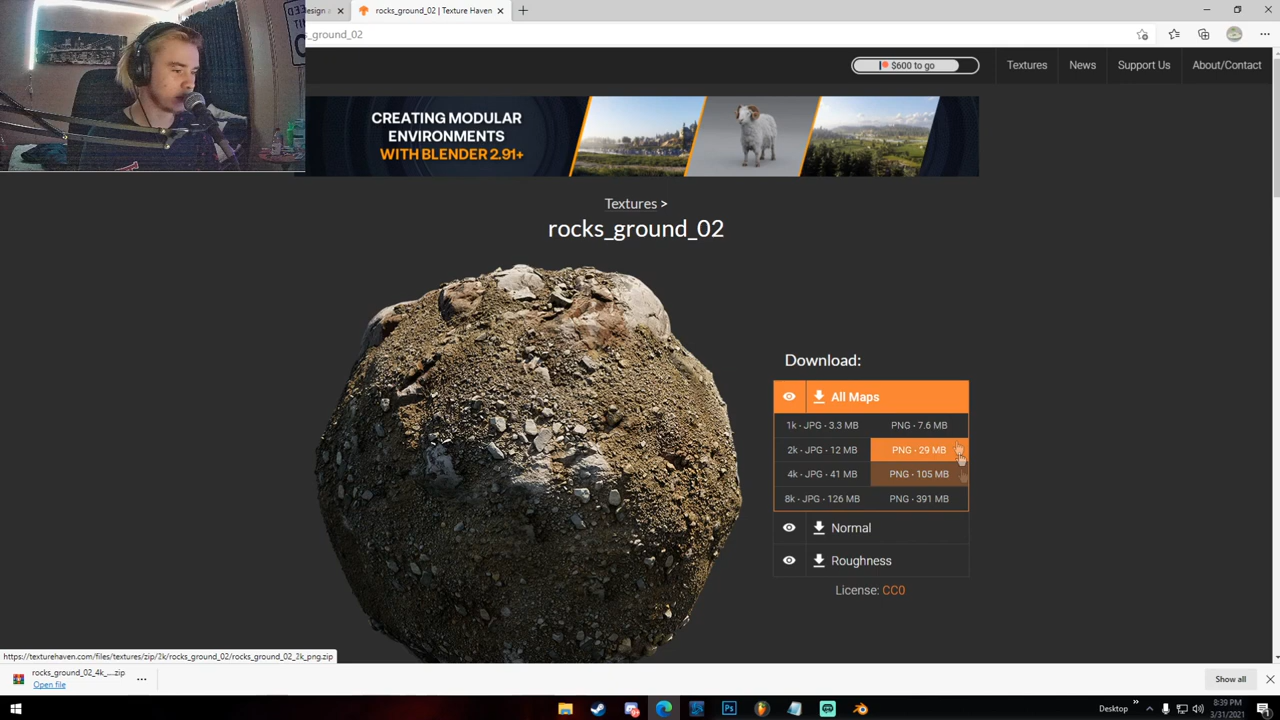 design a
rocks_ground_02 | Texture Haven
s_ground_02
$600 to go
Textures
News
Support Us
About/Contact
CREATING MODULAR
ENVIRONMENTS
WITH BLENDER 2.91+
Textures >
rocks_ground_02
Download:
All Maps
1k · JPG · 3.3 MB
PNG · 7.6 MB
2k · JPG · 12 MB
PNG · 29 MB
4k · JPG · 41 MB
PNG · 105 MB
8k · JPG · 126 MB
PNG · 391 MB
Normal
Roughness
License: CC0
https://texturehaven.com/files/textures/zip/2k/rocks_ground_02/rocks_ground_02_2k_png.zip
rocks_ground_02_4k_....zip
Open file
Show all
Desktop
8:39 PM
3/31/2021